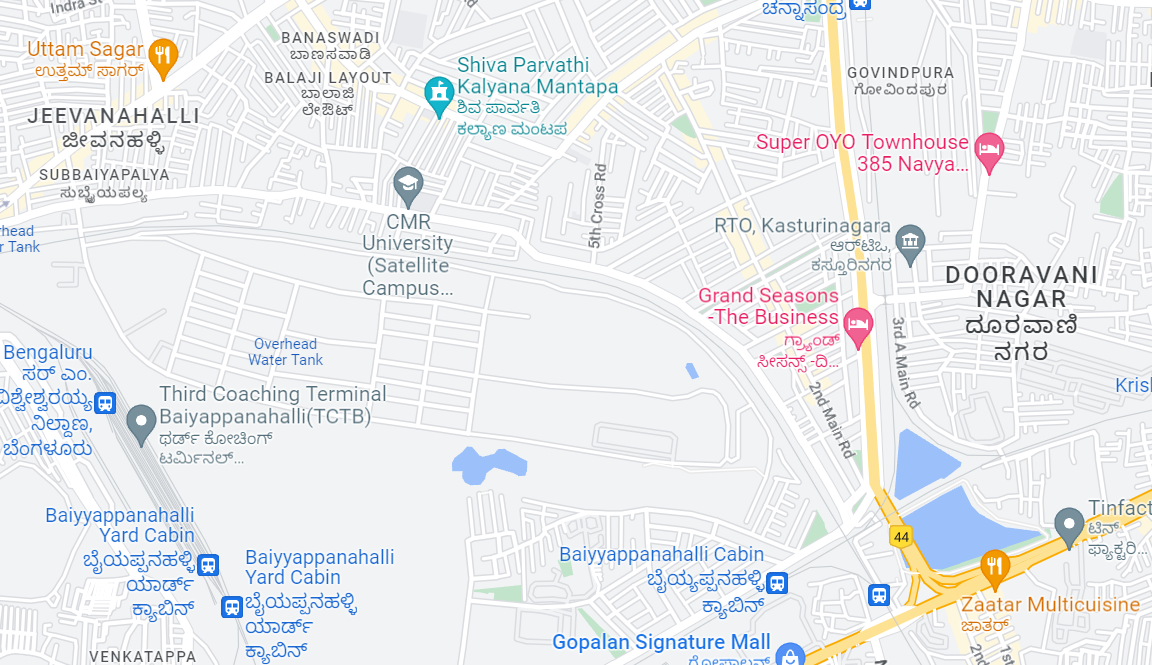 Indra St
ಚನ್ನಾಸಂದ್ರ
Uttam Sagar
ಉತ್ತಮ್ ಸಾಗರ್
BANASWADI
ಬಾಣಸವಾಡಿ
BALAJI LAYOUT
ಬಾಲಾಜಿ
ಲೇಔಟ್
Shiva Parvathi
Kalyana Mantapa
ಶಿವ ಪಾರ್ವತಿ
ಕಲ್ಯಾಣ ಮಂಟಪ
GOVINDPURA
ಗೋವಿಂದಪುರ
JEEVANAHALLI
ಜೀವನಹಳ್ಳಿ
Super OYO Townhouse
385 Navya...
SUBBAIYAPALYA
ಸುಬ್ಬೈಯಪಲ್ಯ
5th Cross Rd
CMR
University
(Satellite
Campus...
RTO, Kasturinagara
ಆರ್‌ಟಿಒ,
ಕಸ್ತೂರಿನಗರ
rhead
r Tank
DOORAVANI
NAGAR
ದೂರವಾಣಿ
ನಗರ
Grand Seasons
-The Business
ಗ್ರ್ಯಾಂಡ್
ಸೀಸನ್ಸ್ -ದಿ...
3rd A Main Rd
Overhead
Water Tank
Bengaluru
ಸರ್ ಎಂ.
ವಿಶ್ವೇಶ್ವರಯ್ಯ
ನಿಲ್ದಾಣ,
ಬೆಂಗಳೂರು
Third Coaching Terminal
Baiyappanahalli(TCTB)
ಥರ್ಡ್ ಕೋಚಿಂಗ್
ಟರ್ಮಿನಲ್...
2nd Main Rd
Krish
Baiyyappanahalli
Yard Cabin
ಬೈಯಪ್ಪನಹಳ್ಳಿ
ಯಾರ್ಡ್
ಕ್ಯಾಬಿನ್
Baiyyappanahalli
Yard Cabin
ಬೈಯಪ್ಪನಹಳ್ಳಿ
ಯಾರ್ಡ್
ಕ್ಯಾಬಿನ್
Baiyyappanahalli Cabin
ಬೈಯ್ಯಪ್ಪನಹಳ್ಳಿ
ಕ್ಯಾಬಿನ್
44
Tinfact
ಟಿನ್
ಫ್ಯಾಕ್ಟರಿ...
Zaatar Multicuisine
ಜಾತರ್
Gopalan Signature Mall
ಗೋಪಾಲನ್
VENKATAPPA
1st
2nd